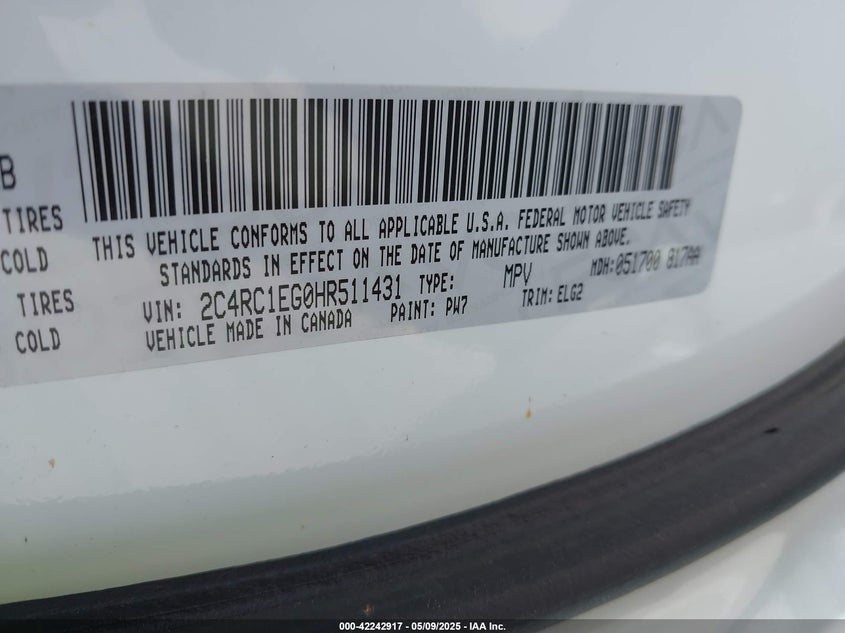 B
TIRES
COLD
TIRES
COLD
THIS VEHICLE CONFORMS TO ALL APPLICABLE U.S.A. FEDERAL MOTOR VEHICLE SAFETY
STANDARDS IN EFFECT ON THE DATE OF MANUFACTURE SHOWN ABOVE.
VIN: 2C4RC1EG0HR511431 TYPE: MPV MDH:051700 817AA
VEHICLE MADE IN CANADA PAINT: PW7 TRIM:ELG2
000-42242917 - 05/09/2025 - IAA Inc.